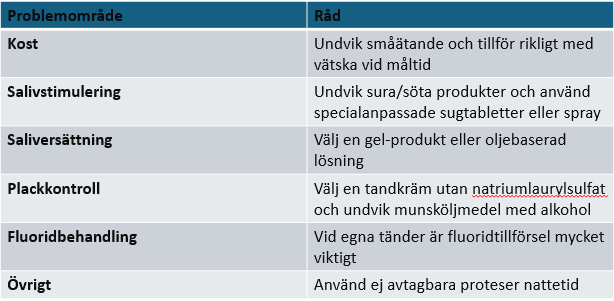 Problemområde Råd
Kost Undvik småätande och tillför rikligt med
vätska vid måltid
Salivstimulering Undvik sura/söta produkter och använd
specialanpassade sugtabletter eller spray
Saliversättning Välj en gel-produkt eller oljebaserad
lösning
Plackkontroll Välj en tandkräm utan natriumlaurylsulfat
och undvik munsköljmedel med alkohol
Fluoridbehandling Vid egna tänder är fluoridtillförsel mycket
viktigt
Övrigt Använd ej avtagbara proteser nattetid